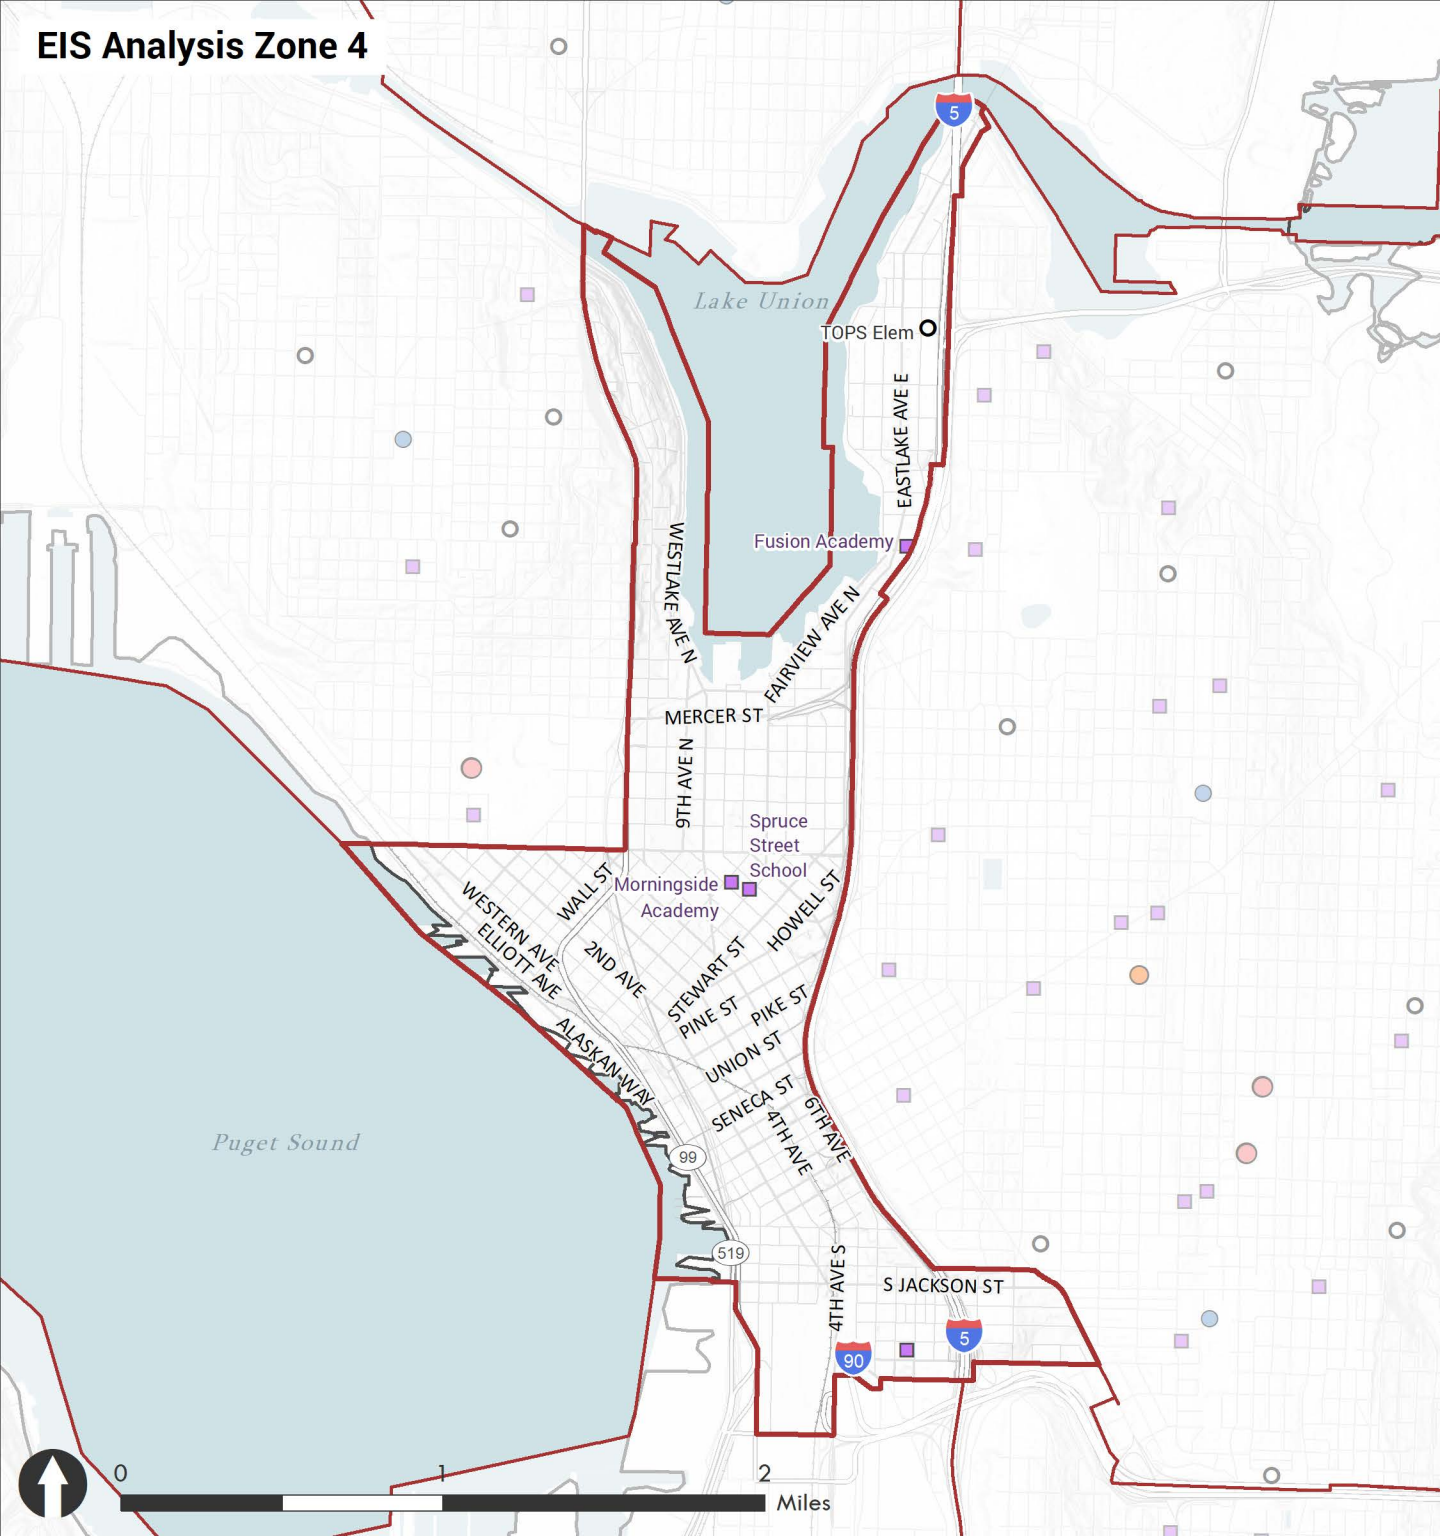 EIS Analysis Zone 4
5
Lake Union
TOPS Elem
EASTLAKE AVE E
WESTLAKE AVE N
Fusion Academy
FAIRVIEW AVE N
MERCER ST
9TH AVE N
Spruce
Street
School
Morningside
Academy
WALL ST
HOWELL ST
WESTERN AVE
ELLIOTT AVE
2ND AVE
STEWART ST
PINE ST
PIKE ST
ALASKAN WAY
UNION ST
SENECA ST
4TH AVE
6TH AVE
Puget Sound
99
519
4TH AVE S
S JACKSON ST
5
90
0
1
2
Miles